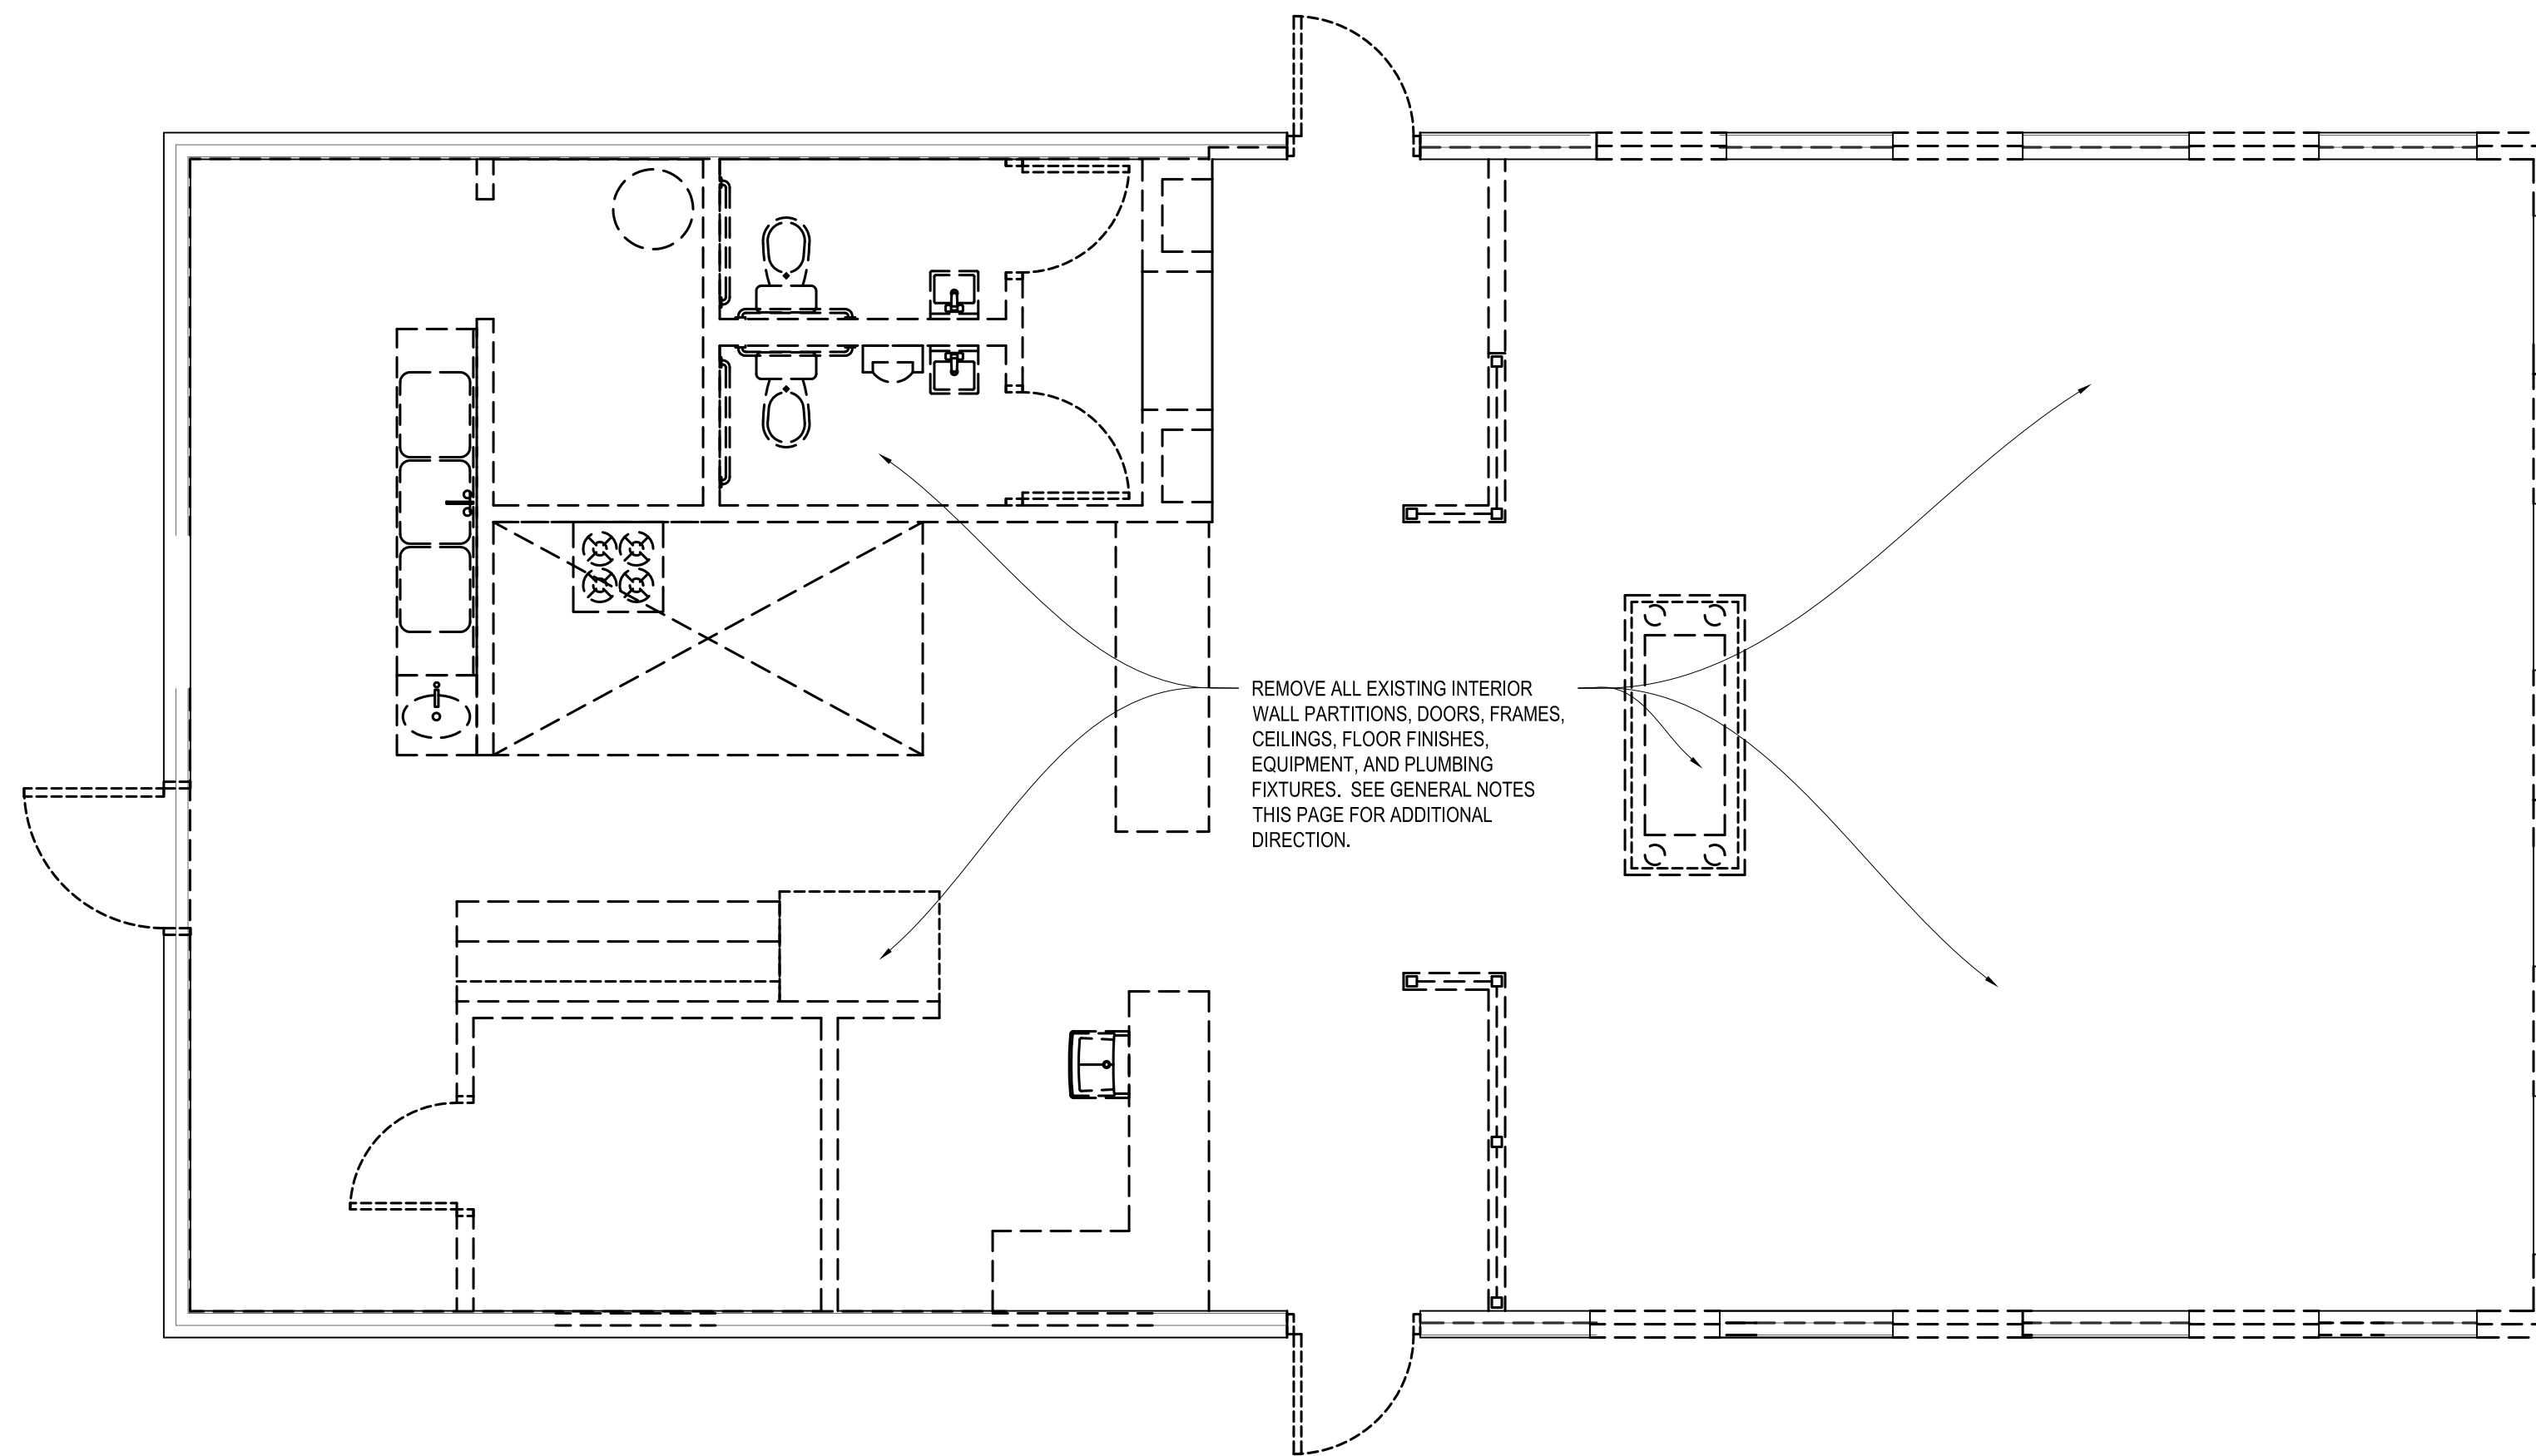 REMOVE ALL EXISTING INTERIOR
WALL PARTITIONS, DOORS, FRAMES,
CEILINGS, FLOOR FINISHES,
EQUIPMENT, AND PLUMBING
FIXTURES.  SEE GENERAL NOTES
THIS PAGE FOR ADDITIONAL
DIRECTION.